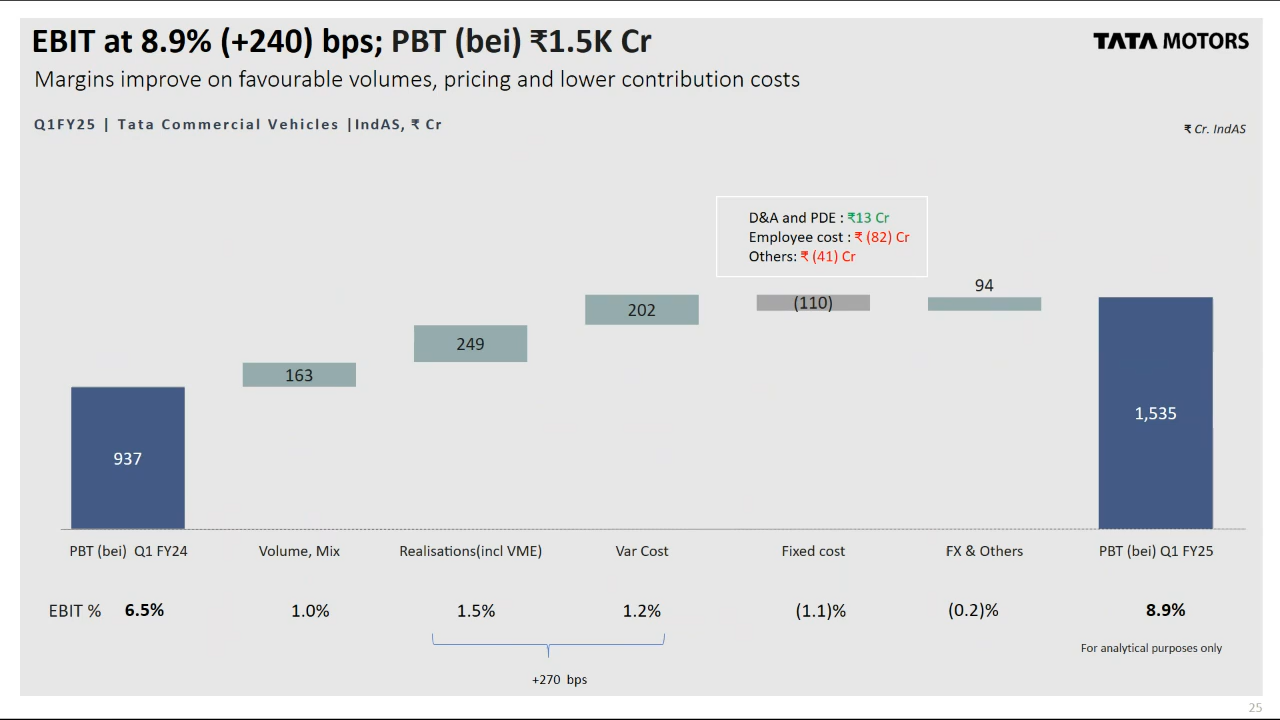 EBIT at 8.9% (+240) bps; PBT (bei) ₹1.5K Cr
TATA MOTORS
Margins improve on favourable volumes, pricing and lower contribution costs
Q1FY25 | Tata Commercial Vehicles |IndAS, ₹ Cr
₹ Cr. IndAS
D&A and PDE : ₹13 Cr
Employee cost : ₹ (82) Cr
Others: ₹ (41) Cr
937
163
249
202
(110)
94
1,535
PBT (bei) Q1 FY24
Volume, Mix
Realisations(incl VME)
Var Cost
Fixed cost
FX & Others
PBT (bei) Q1 FY25
EBIT % 6.5% 1.0% 1.5% 1.2% (1.1)% (0.2)% 8.9%
For analytical purposes only
+270 bps
25